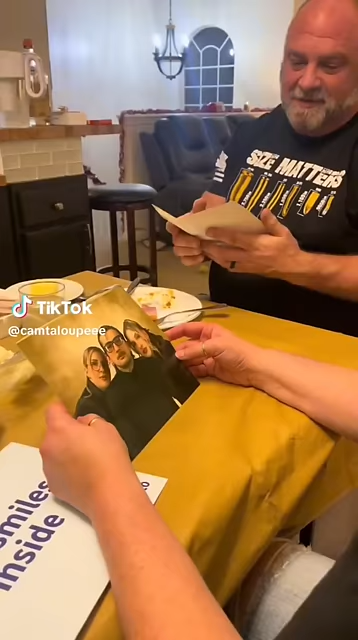 SIZE MATTERS
TikTok
@camtaloupeee
Smiles
Inside